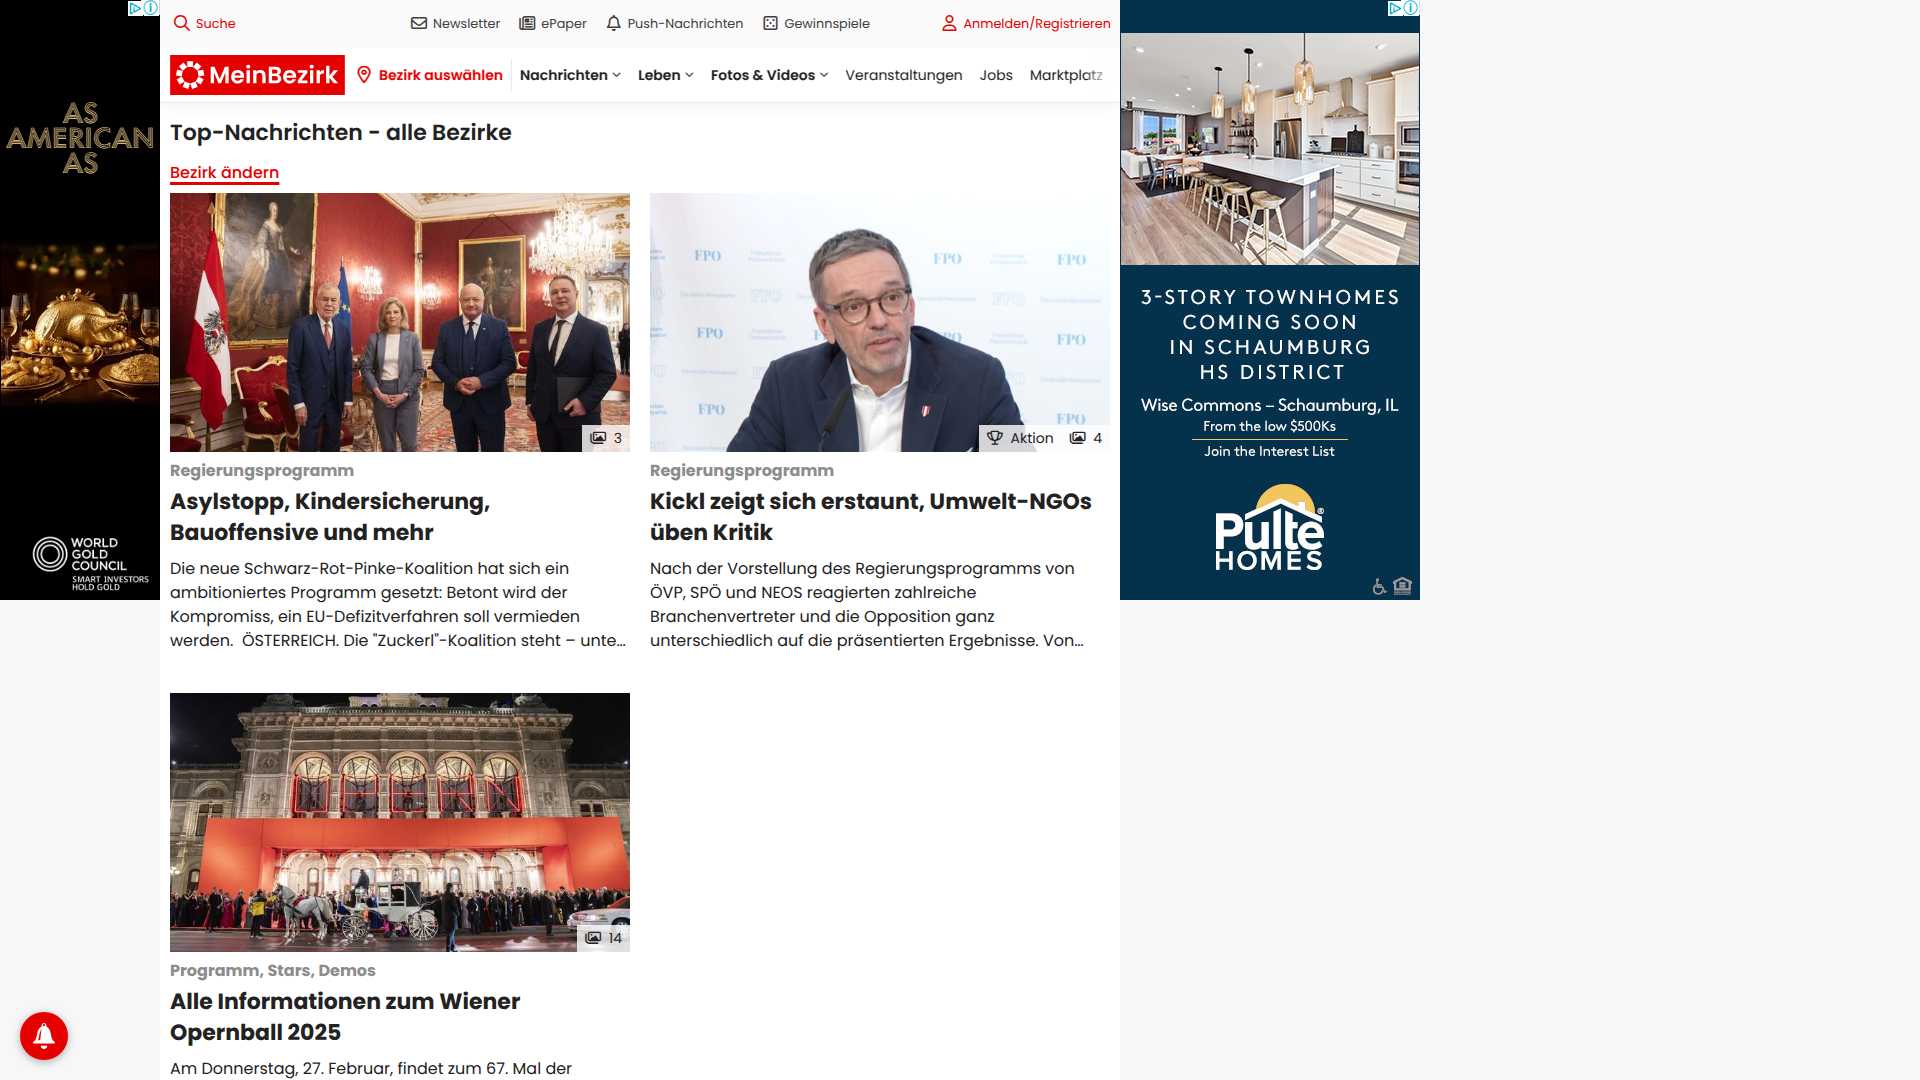 Suche
Newsletter
ePaper
Push-Nachrichten
Gewinnspiele
Anmelden/Registrieren
MeinBezirk
Bezirk auswählen
Nachrichten
Leben
Fotos & Videos
Veranstaltungen
Jobs
Marktplatz
Top-Nachrichten - alle Bezirke
Bezirk ändern
3
Regierungsprogramm
Asylstopp, Kindersicherung,
Bauoffensive und mehr
Die neue Schwarz-Rot-Pinke-Koalition hat sich ein
ambitioniertes Programm gesetzt: Betont wird der
Kompromiss, ein EU-Defizitverfahren soll vermieden
werden. ÖSTERREICH. Die "Zuckerl"-Koalition steht – unte...
FPO
FPO
FPO
FPO
FPO
FPO
FPO
Aktion
4
Regierungsprogramm
Kickl zeigt sich erstaunt, Umwelt-NGOs
üben Kritik
Nach der Vorstellung des Regierungsprogramms von
ÖVP, SPÖ und NEOS reagierten zahlreiche
Branchenvertreter und die Opposition ganz
unterschiedlich auf die präsentierten Ergebnisse. Von...
14
Programm, Stars, Demos
Alle Informationen zum Wiener
Opernball 2025
Am Donnerstag, 27. Februar, findet zum 67. Mal der
AS
AMERICAN
AS
WORLD
GOLD
COUNCIL
SMART INVESTORS
HOLD GOLD
3-STORY TOWNHOMES
COMING SOON
IN SCHAUMBURG
HS DISTRICT
Wise Commons – Schaumburg, IL
From the low $500Ks
Join the Interest List
Pulte®
HOMES